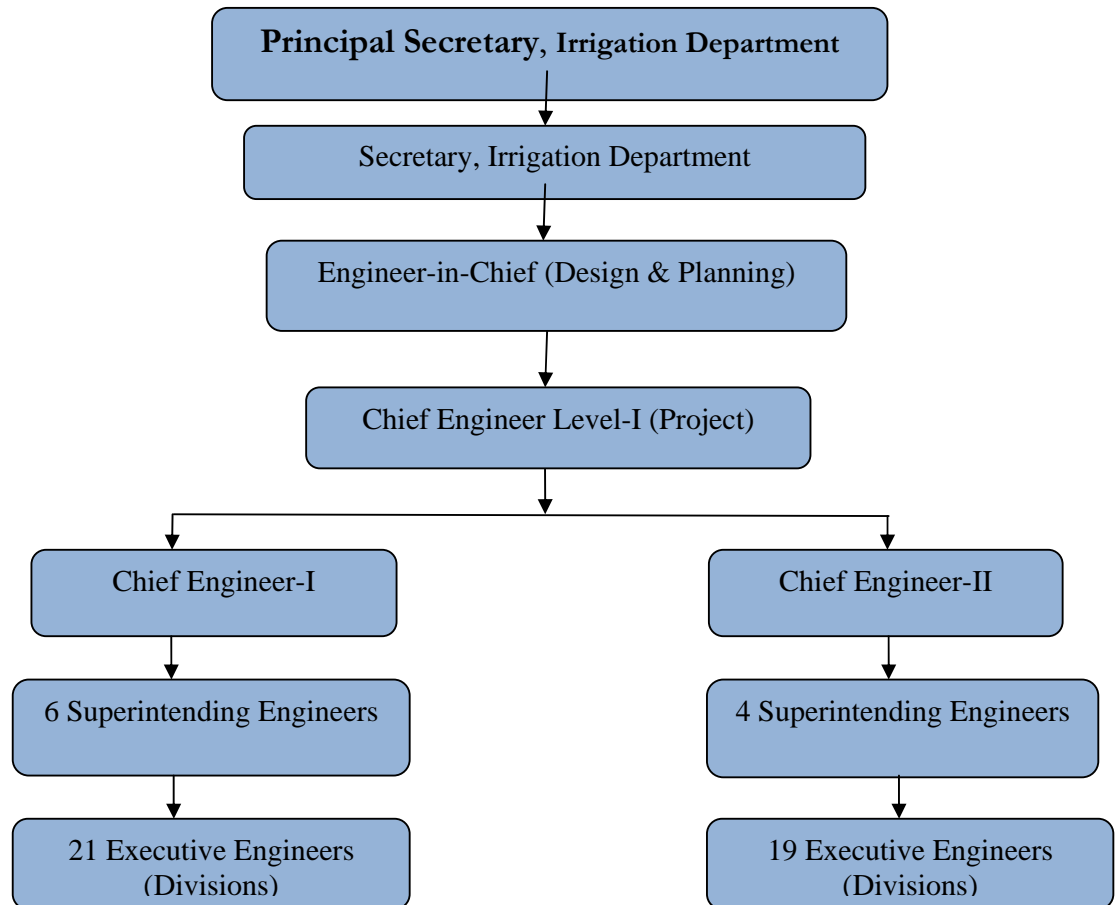 Principal Secretary, Irrigation Department
Secretary, Irrigation Department
Engineer-in-Chief (Design & Planning)
Chief Engineer Level-I (Project)
Chief Engineer-I
Chief Engineer-II
6 Superintending Engineers
4 Superintending Engineers
21 Executive Engineers
(Divisions)
19 Executive Engineers
(Divisions)